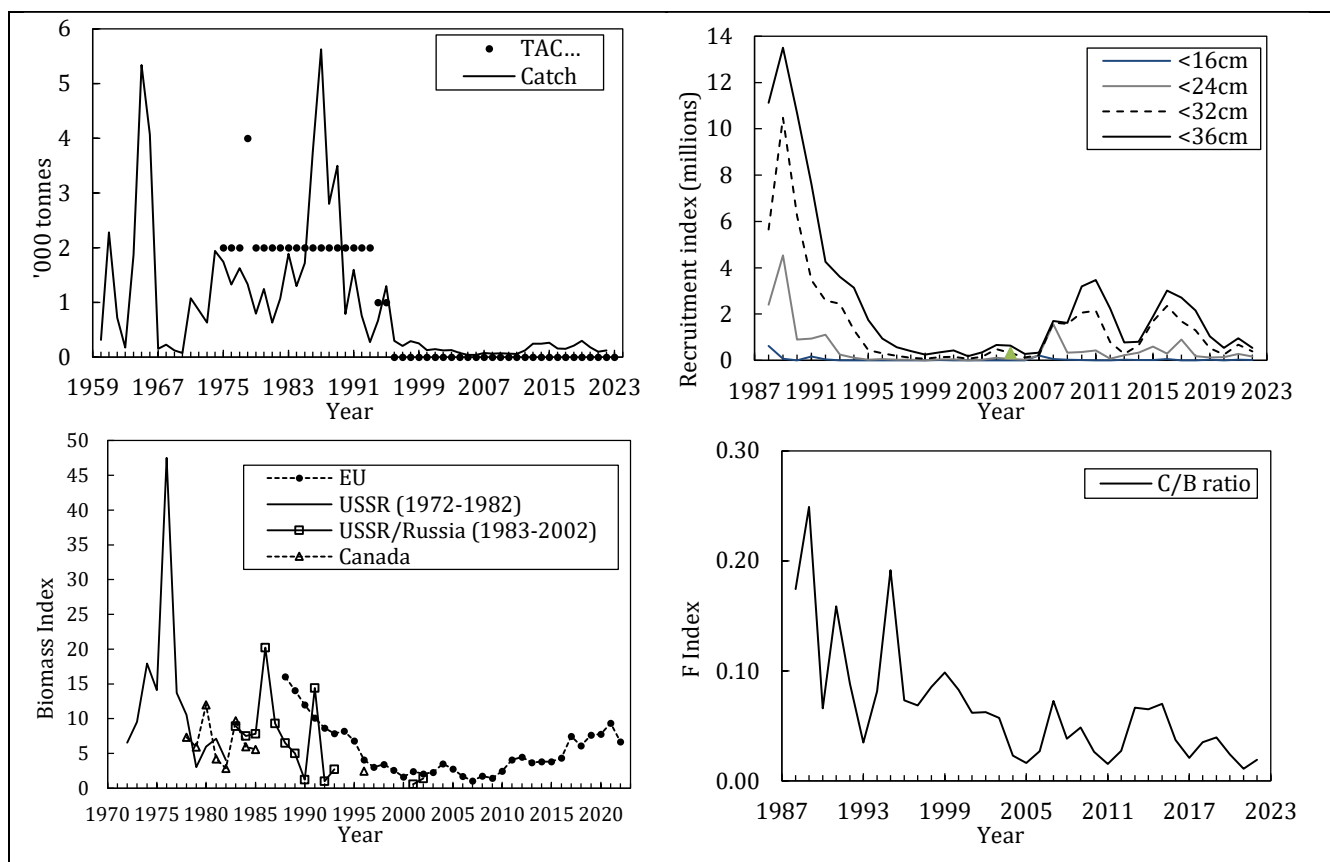 6
5
4
3
2
1
0
'000 tonnes
TAC...
Catch
1959 1967 1975 1983 1991 1999 2007 2015 2023
Year
14
12
10
8
6
4
2
0
Recruitment index (millions)
<16cm
<24cm
<32cm
<36cm
1987 1991 1995 1999 2003 2007 2011 2015 2019 2023
Year
50
45
40
35
30
25
20
15
10
5
0
Biomass Index
EU
USSR (1972-1982)
USSR/Russia (1983-2002)
Canada
1970 1975 1980 1985 1990 1995 2000 2005 2010 2015 2020
Year
0.30
0.20
0.10
0.00
F Index
C/B ratio
1987 1993 1999 2005 2011 2017 2023
Year